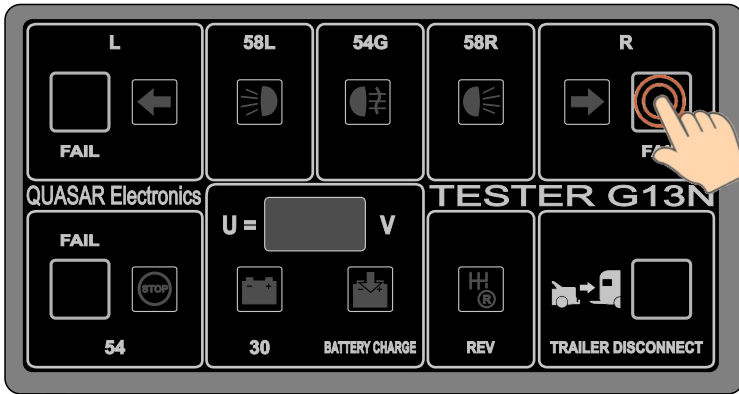 L
58L
54G
58R
R
FAIL
QUASAR Electronics
TESTER G13N
FAIL
STOP
54
U =
V
- +
30
- +
BATTERY CHARGE
R
REV
TRAILER DISCONNECT